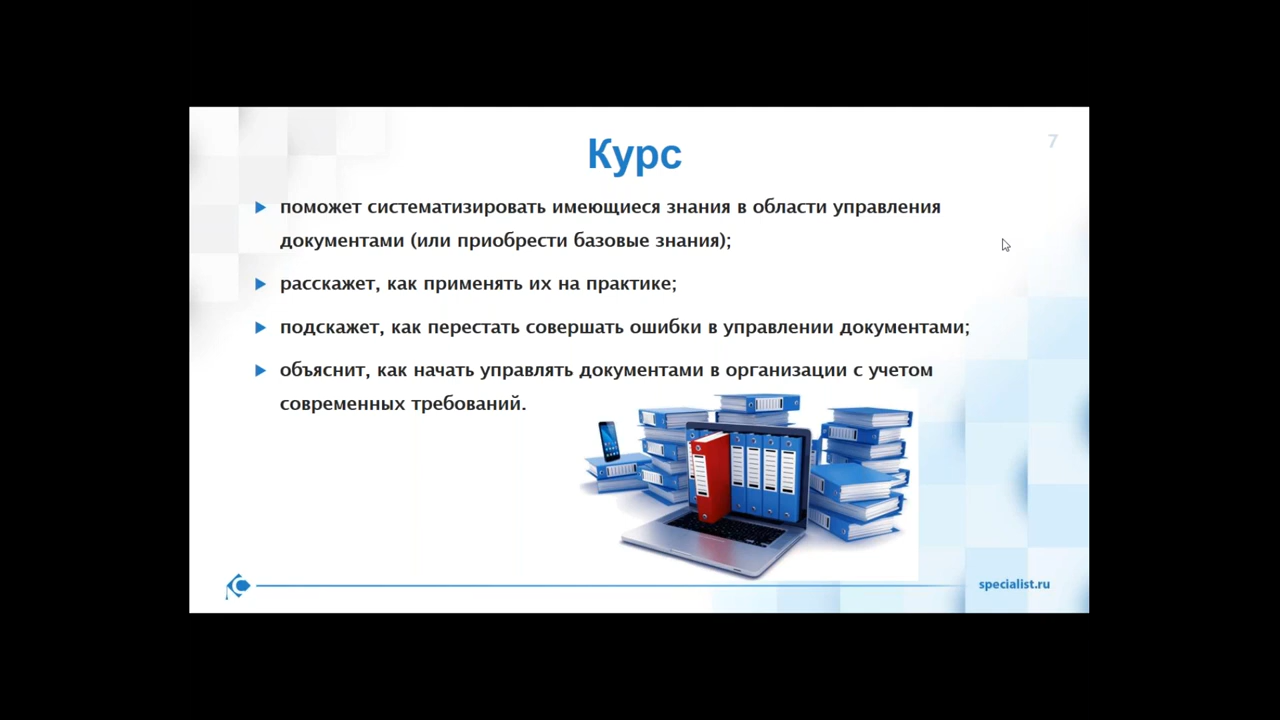 Курс
7
поможет систематизировать имеющиеся знания в области управления
документами (или приобрести базовые знания);
расскажет, как применять их на практике;
подскажет, как перестать совершать ошибки в управлении документами;
объяснит, как начать управлять документами в организации с учетом
современных требований.
specialist.ru